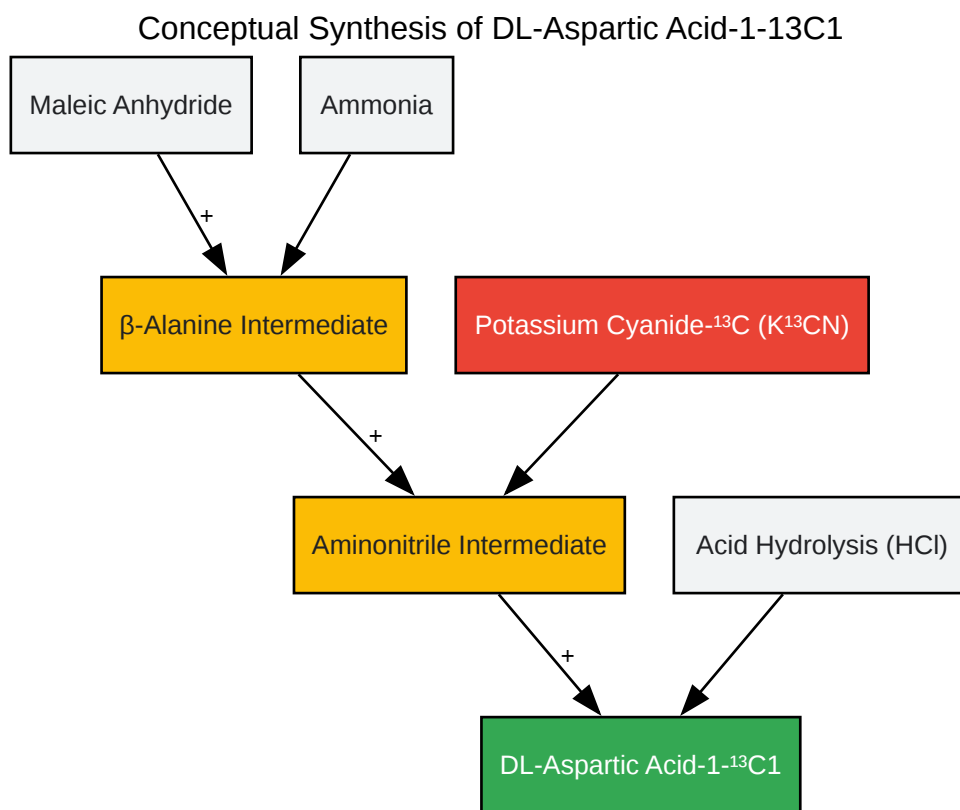 Conceptual Synthesis of DL-Aspartic Acid-1-13C1
Maleic Anhydride
Ammonia
+
β-Alanine Intermediate
Potassium Cyanide-¹³C (K¹³CN)
+
Aminonitrile Intermediate
Acid Hydrolysis (HCl)
+
DL-Aspartic Acid-1-¹³C1